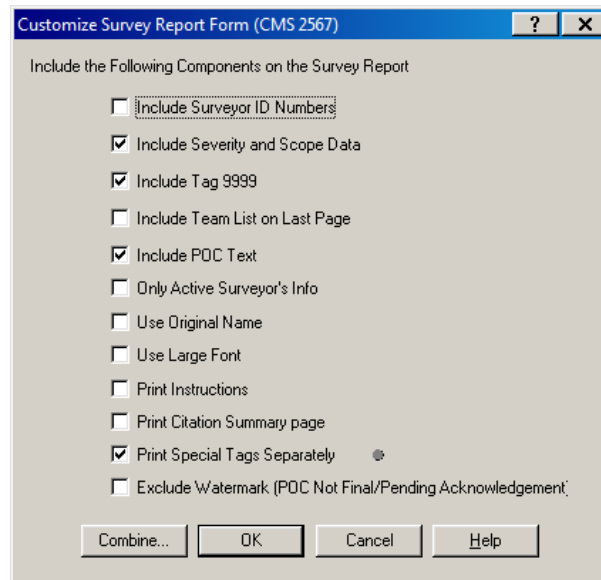 Customize Survey Report Form (CMS 2567)
Include the Following Components on the Survey Report
Include Surveyor ID Numbers
Include Severity and Scope Data
Include Tag 9999
Include Team List on Last Page
Include POC Text
Only Active Surveyor's Info
Use Original Name
Use Large Font
Print Instructions
Print Citation Summary page
Print Special Tags Separately
Exclude Watermark (POC Not Final/Pending Acknowledgement)
Combine... OK Cancel Help